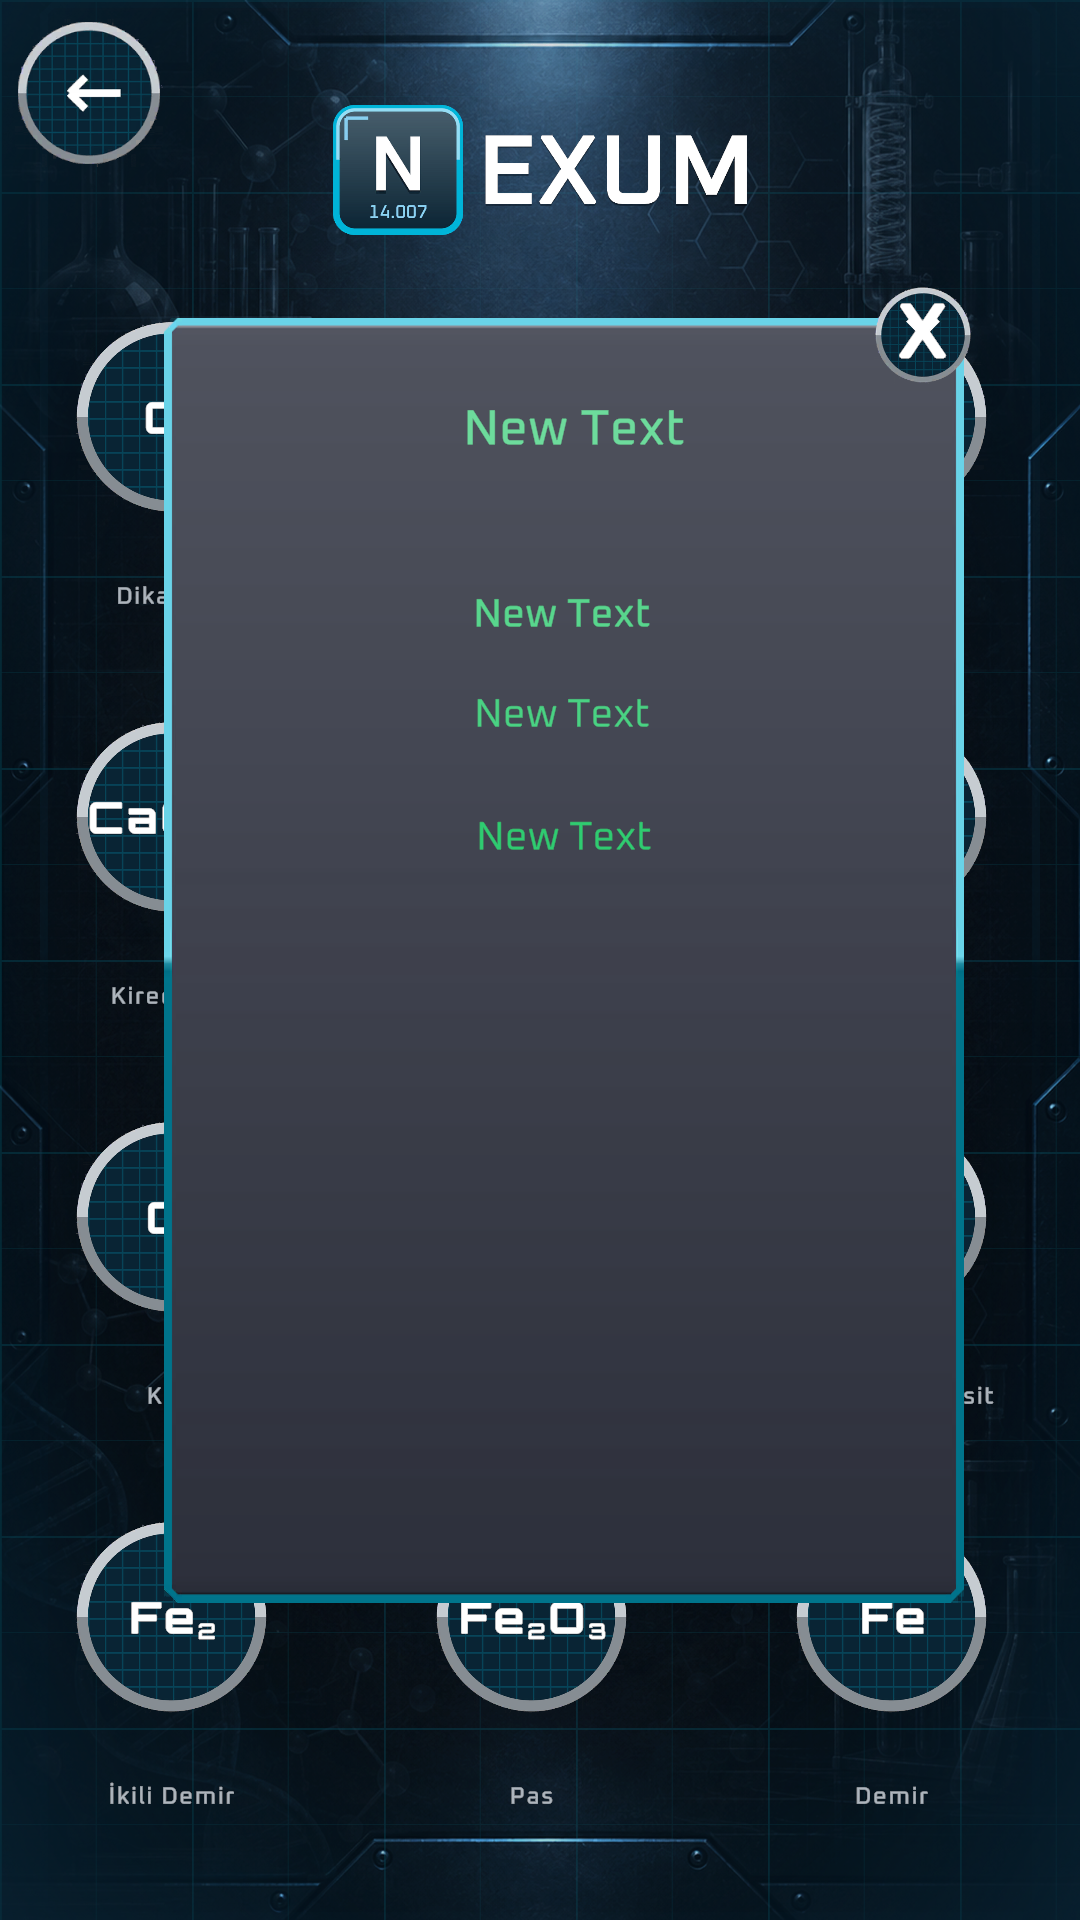 N
14.007
EXUM
X
New Text
New Text
New Text
New Text
Fe₂
Fe₂O₃
Fe
İkili Demir
Pas
Demir